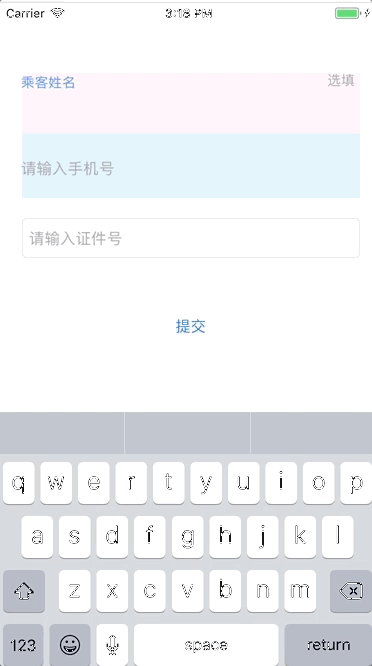 Carrier 3:18 PM
乘客姓名 选填
请输入手机号
请输入证件号
提交
q w e r t y u i o p
a s d f g h j k l
z x c v b n m
123 space return